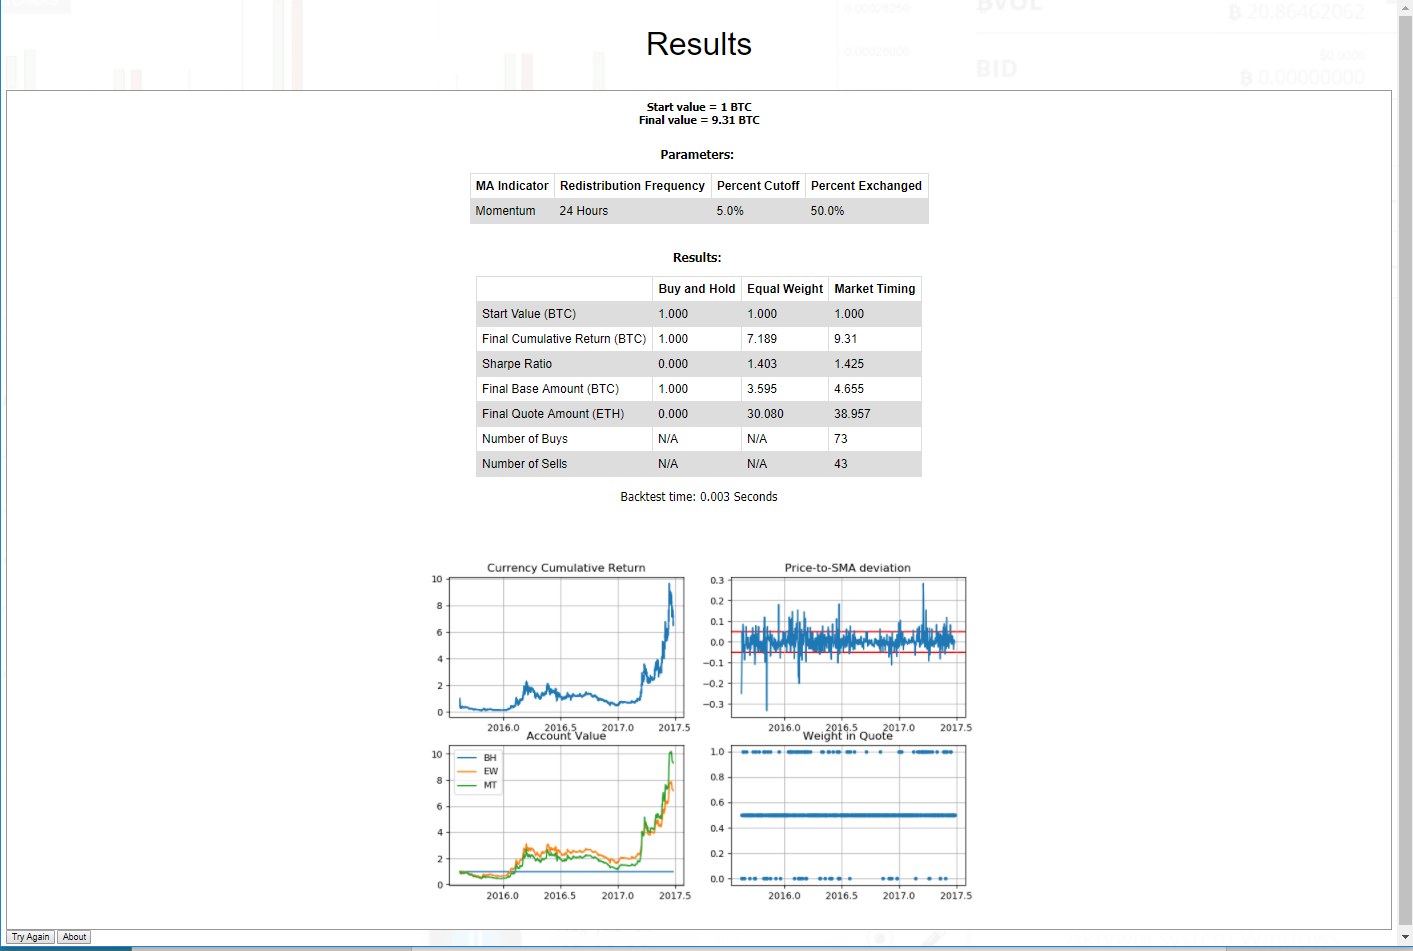 BVOL
฿ 20.86462062
Results
BID
฿ 0.00000000
Start value = 1 BTC
Final value = 9.31 BTC
Parameters:
MA Indicator Redistribution Frequency Percent Cutoff Percent Exchanged
Momentum 24 Hours 5.0% 50.0%
Results:
Buy and Hold Equal Weight Market Timing
Start Value (BTC) 1.000 1.000 1.000
Final Cumulative Return (BTC) 1.000 7.189 9.31
Sharpe Ratio 0.000 1.403 1.425
Final Base Amount (BTC) 1.000 3.595 4.655
Final Quote Amount (ETH) 0.000 30.080 38.957
Number of Buys N/A N/A 73
Number of Sells N/A N/A 43
Backtest time: 0.003 Seconds
Currency Cumulative Return
10
8
6
4
2
0
2016.0 2016.5 2017.0 2017.5
Price-to-SMA deviation
0.3
0.2
0.1
0.0
−0.1
−0.2
−0.3
2016.0 2016.5 2017.0 2017.5
Account Value
BH
EW
MT
10
8
6
4
2
0
2016.0 2016.5 2017.0 2017.5
Weight in Quote
1.0
0.8
0.6
0.4
0.2
0.0
2016.0 2016.5 2017.0 2017.5
Try Again About